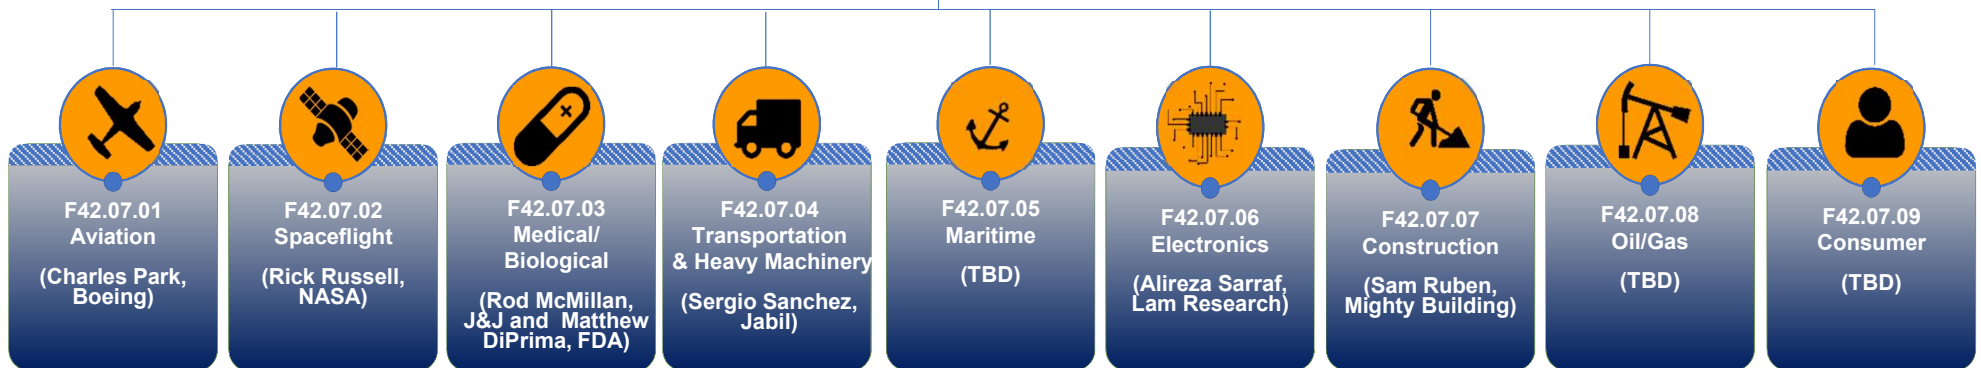 F42.07.01
Aviation
(Charles Park,
Boeing)
F42.07.02
Spaceflight
(Rick Russell,
NASA)
F42.07.03
Medical/
Biological
(Rod McMillan,
J&J and Matthew
DiPrima, FDA)
F42.07.04
Transportation
& Heavy Machinery
(Sergio Sanchez,
Jabil)
F42.07.05
Maritime
(TBD)
F42.07.06
Electronics
(Alireza Sarraf,
Lam Research)
F42.07.07
Construction
(Sam Ruben,
Mighty Building)
F42.07.08
Oil/Gas
(TBD)
F42.07.09
Consumer
(TBD)